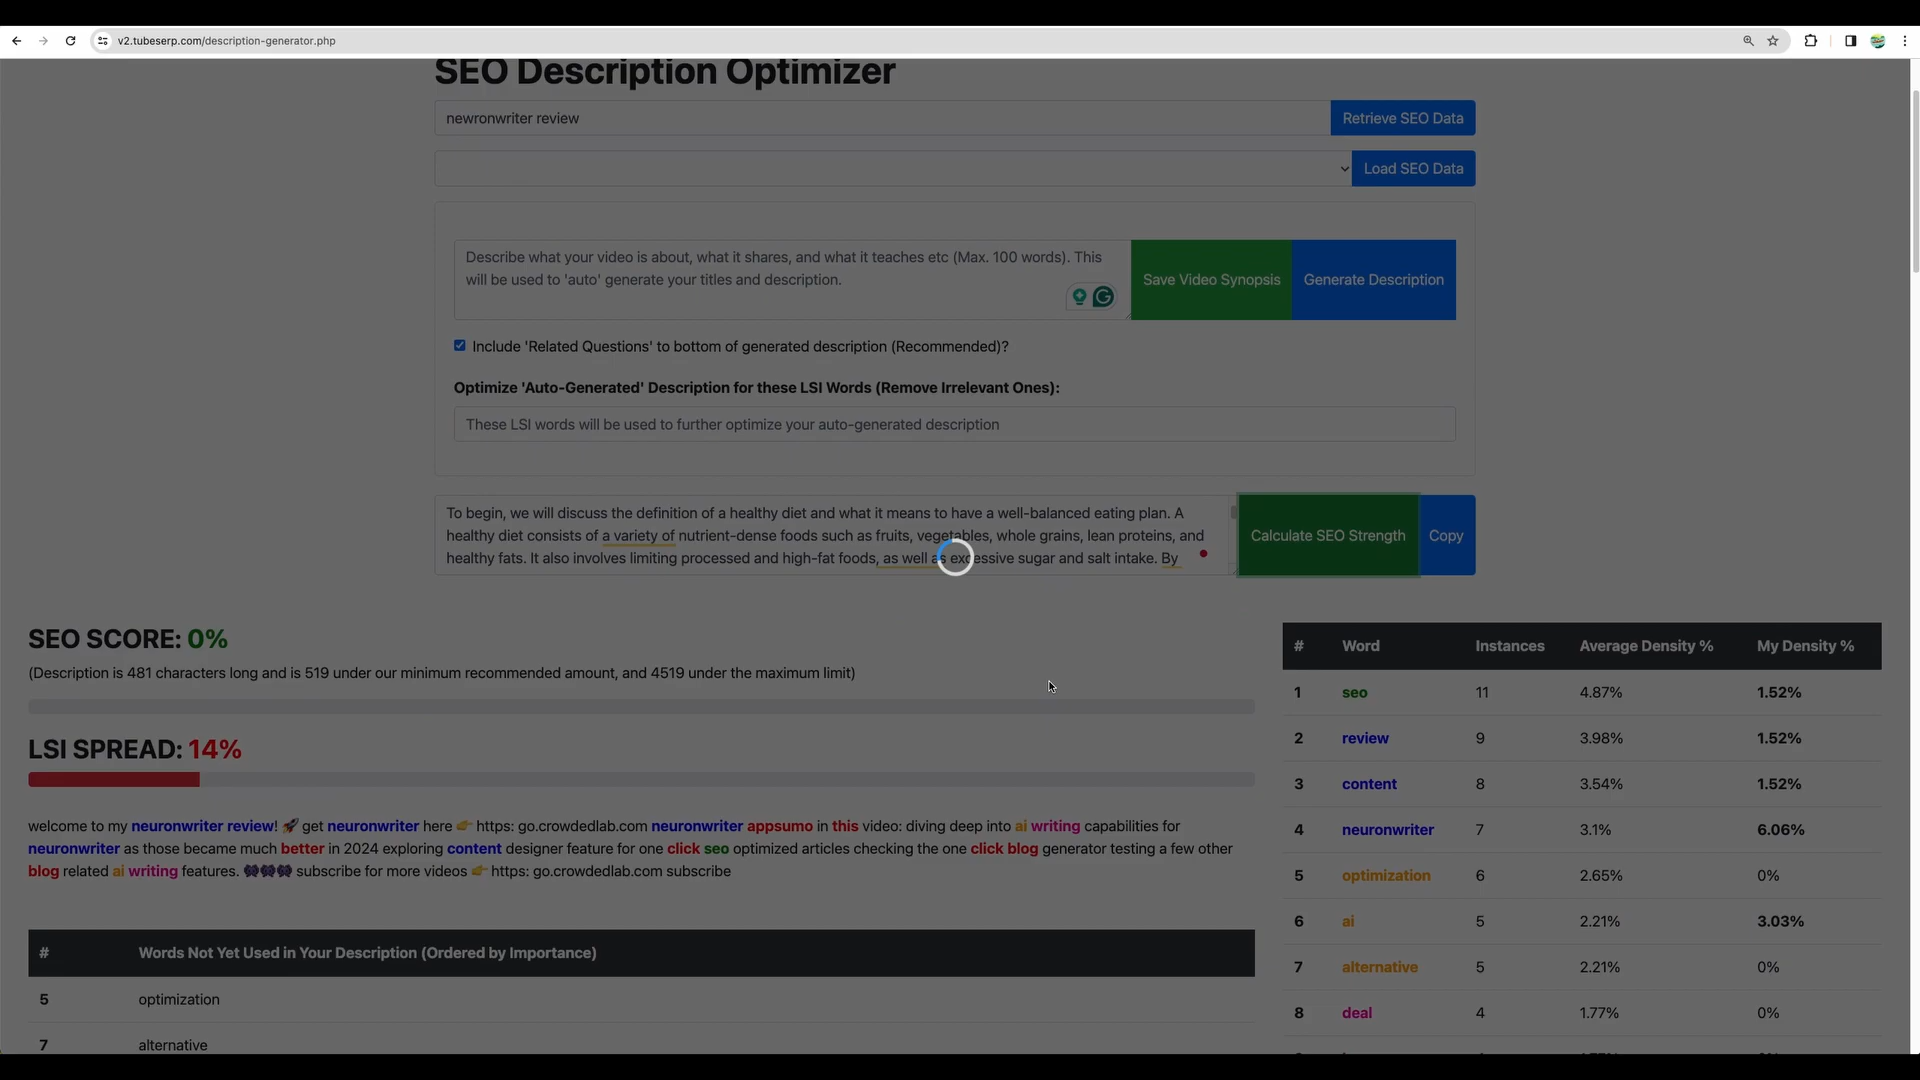 v2.tubeserp.com/description-generator.php
SEO Description Optimizer
newronwriter review
Retrieve SEO Data
Load SEO Data
Describe what your video is about, what it shares, and what it teaches etc (Max. 100 words). This
will be used to 'auto' generate your titles and description.
Save Video Synopsis
Generate Description
Include 'Related Questions' to bottom of generated description (Recommended)?
Optimize 'Auto-Generated' Description for these LSI Words (Remove Irrelevant Ones):
These LSI words will be used to further optimize your auto-generated description
To begin, we will discuss the definition of a healthy diet and what it means to have a well-balanced eating plan. A
healthy diet consists of a variety of nutrient-dense foods such as fruits, vegetables, whole grains, lean proteins, and
healthy fats. It also involves limiting processed and high-fat foods, as well as excessive sugar and salt intake. By
Calculate SEO Strength
Copy
SEO SCORE: 0%
(Description is 481 characters long and is 519 under our minimum recommended amount, and 4519 under the maximum limit)
LSI SPREAD: 14%
welcome to my neuronwriter review! 🚀 get neuronwriter here 👉 https: go.crowdedlab.com neuronwriter appsumo in this video: diving deep into ai writing capabilities for
neuronwriter as those became much better in 2024 exploring content designer feature for one click seo optimized articles checking the one click blog generator testing a few other
blog related ai writing features. subscribe for more videos 👉 https: go.crowdedlab.com subscribe
# Words Not Yet Used in Your Description (Ordered by Importance)
5 optimization
7 alternative
# Word Instances Average Density % My Density %
1 seo 11 4.87% 1.52%
2 review 9 3.98% 1.52%
3 content 8 3.54% 1.52%
4 neuronwriter 7 3.1% 6.06%
5 optimization 6 2.65% 0%
6 ai 5 2.21% 3.03%
7 alternative 5 2.21% 0%
8 deal 4 1.77% 0%